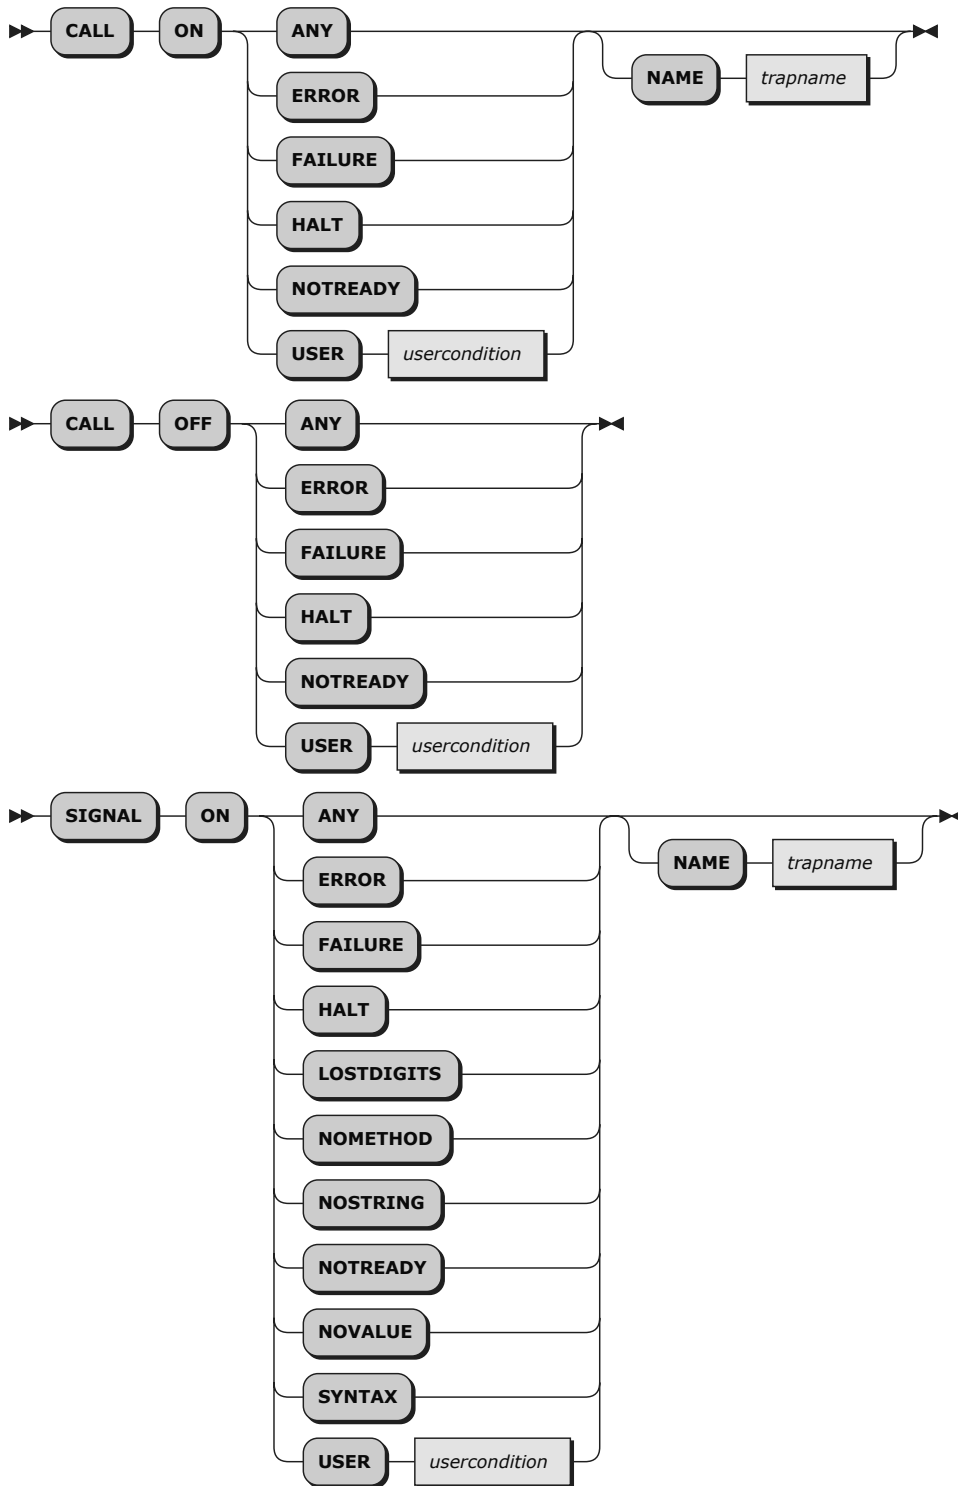 CALL ON ANY
NAME trapname
ERROR
FAILURE
HALT
NOTREADY
USER usercondition
CALL OFF ANY
ERROR
FAILURE
HALT
NOTREADY
USER usercondition
SIGNAL ON ANY
NAME trapname
ERROR
FAILURE
HALT
LOSTDIGITS
NOMETHOD
NOSTRING
NOTREADY
NOVALUE
SYNTAX
USER usercondition